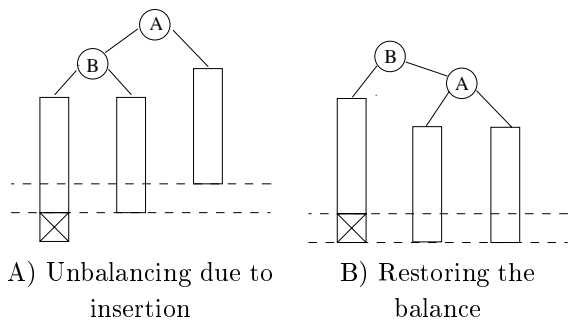 A
B
B
A
A) Unbalancing due to
insertion
B) Restoring the
balance